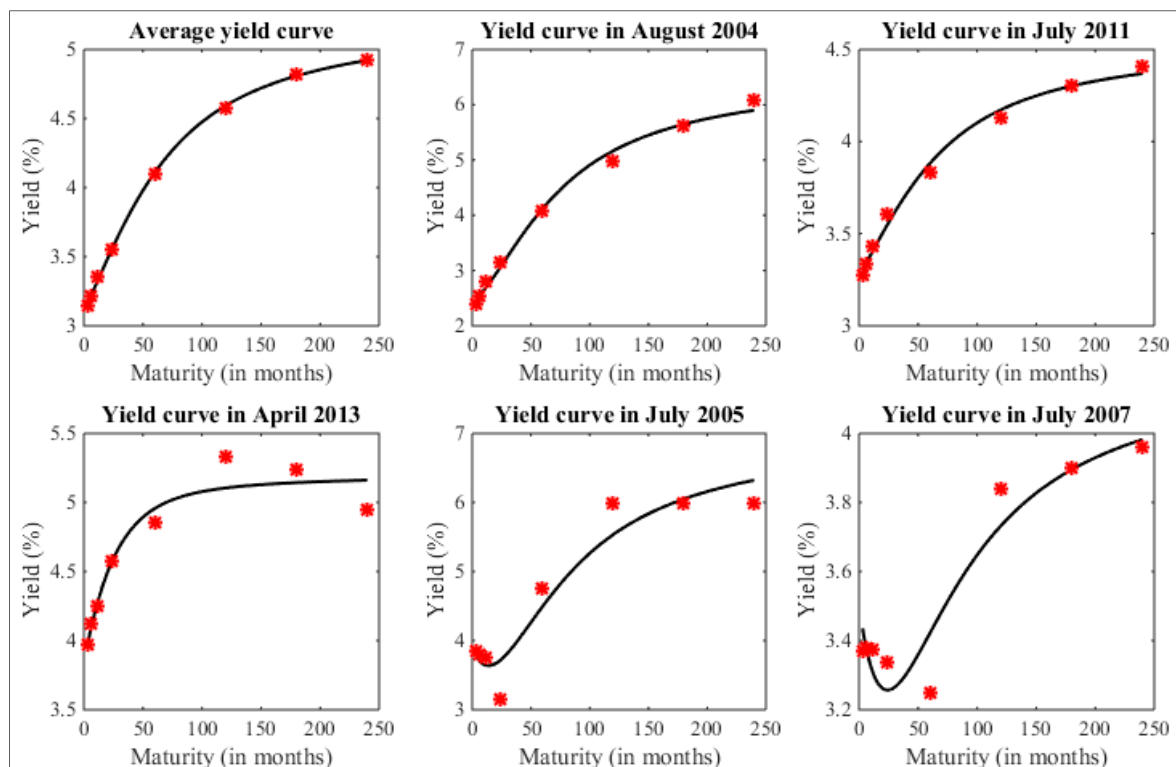 Average yield curve
Yield curve in August 2004
Yield curve in July 2011
5
4.5
4
3.5
3
Yield (%)
0 50 100 150 200 250
Maturity (in months)
7
6
5
4
3
2
Yield (%)
0 50 100 150 200 250
Maturity (in months)
4.5
4
3.5
3
Yield (%)
0 50 100 150 200 250
Maturity (in months)
Yield curve in April 2013
Yield curve in July 2005
Yield curve in July 2007
5.5
5
4.5
4
3.5
Yield (%)
0 50 100 150 200 250
Maturity (in months)
7
6
5
4
3
Yield (%)
0 50 100 150 200 250
Maturity (in months)
4
3.8
3.6
3.4
3.2
Yield (%)
0 50 100 150 200 250
Maturity (in months)